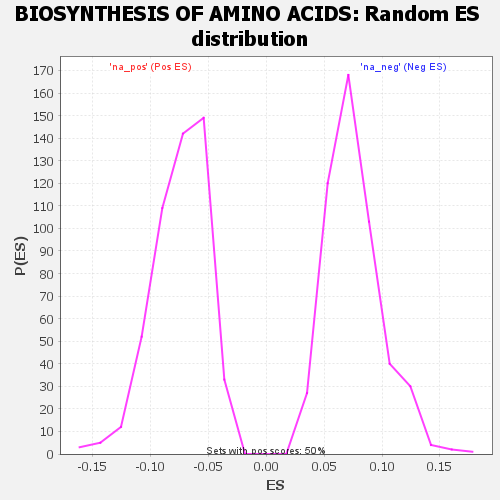 BIOSYNTHESIS OF AMINO ACIDS: Random ES
distribution
'na_pos' (Pos ES)
'na_neg' (Neg ES)
170
160
150
140
130
120
110
100
90
80
70
60
50
40
30
20
10
0
P(ES)
Sets with pos scores: 50%
-0.15 -0.10 -0.05 0.00 0.05 0.10 0.15
ES